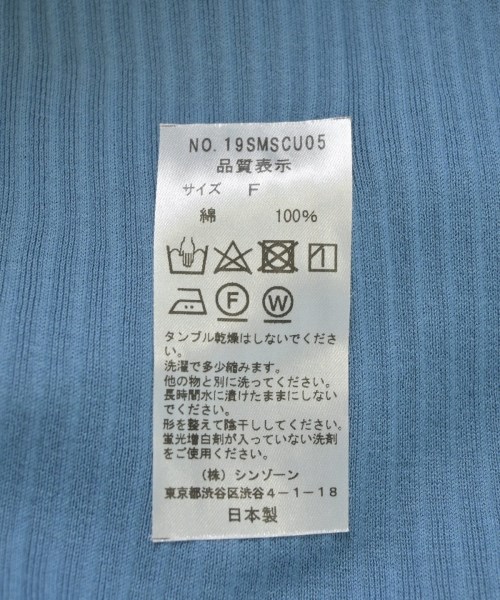 NO. 19SMSCU05
品質表示
サイズ F
綿 100%
F W
タンブル乾燥はしないでくださ
い。
洗濯で多少縮みます。
他の物と別に洗ってください。
長時間水に漬けたままにしない
でください。
形を整えて陰干ししてください。
蛍光増白剤が入っていない洗剤
をご使用ください。
(株) シンゾーン
東京都渋谷区渋谷4-1-18
日本製